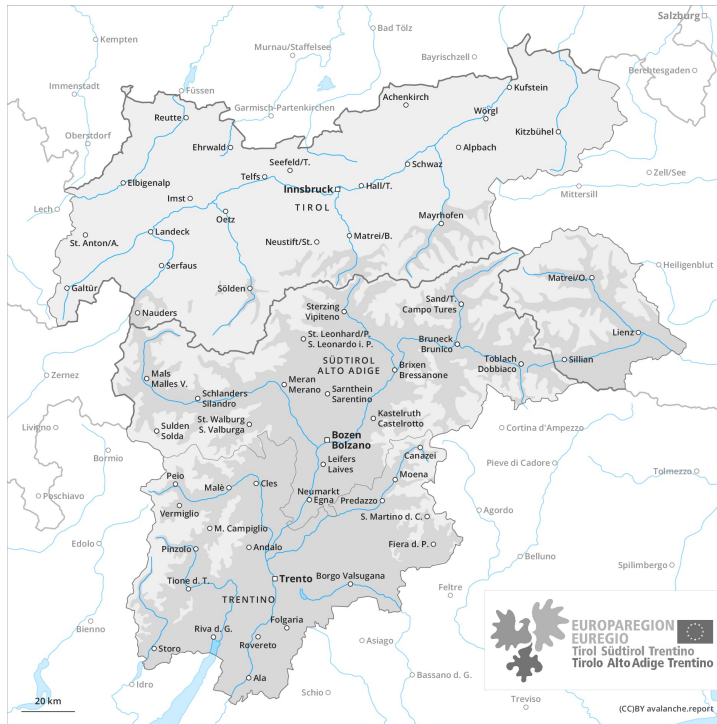 Salzburg
Kempten
Bad Tölz
Murnau/Staffelsee
Bayrischzell
Berchtesgaden
Immenstadt
Füssen
Kufstein
Achenkirch
Garmisch-Partenkirchen
Reutte
Wörgl
Oberstdorf
Kitzbühel
Ehrwald
Alpbach
Seefeld/T.
Schwaz
Telfs
Zell/See
Elbigenalp
Innsbruck
Hall/T.
Mittersill
Imst
TIROL
Lech
Oetz
Mayrhofen
Landeck
St. Anton/A.
Neustift/St.
Matrei/B.
Serfaus
Heiligenblut
Matrei/O.
Galtür
Sölden
Sand/T.
Campo Tures
Nauders
Sterzing
Vipiteno
St. Leonhard/P.
S. Leonardo i. P.
Lienz
Bruneck
Brunico
SÜDTIROL
ALTO ADIGE
Toblach
Dobbiaco
Sillian
Brixen
Bressanone
Zernez
Mals
Malles V.
Meran
Merano
Sarnthein
Sarentino
Schlanders
Silandro
Kastelruth
Castelrotto
St. Walburg
S. Valburga
Livigno
Sulden
Solda
Cortina d'Ampezzo
Bozen
Bolzano
Bormio
Canazei
Leifers
Laives
Pieve di Cadore
Tolmezzo
Peio
Moena
Malè
Cles
Neumarkt
Egna
Predazzo
Poschiavo
Vermiglio
Agordo
S. Martino d. C.
M. Campiglio
Edolo
Pinzolo
Andalo
Fiera d. P.
Belluno
Spilimbergo
Trento
Borgo Valsugana
Tione d. T.
Feltre
TRENTINO
Folgaria
Bienno
Riva d. G.
Rovereto
Asiago
Storo
Ala
Bassano d. G.
Idro
Schio
Treviso
EUROPAREGION
EUREGIO
Tirol Südtirol Trentino
Tirolo Alto Adige Trentino
20 km
(CC)BY avalanche.report